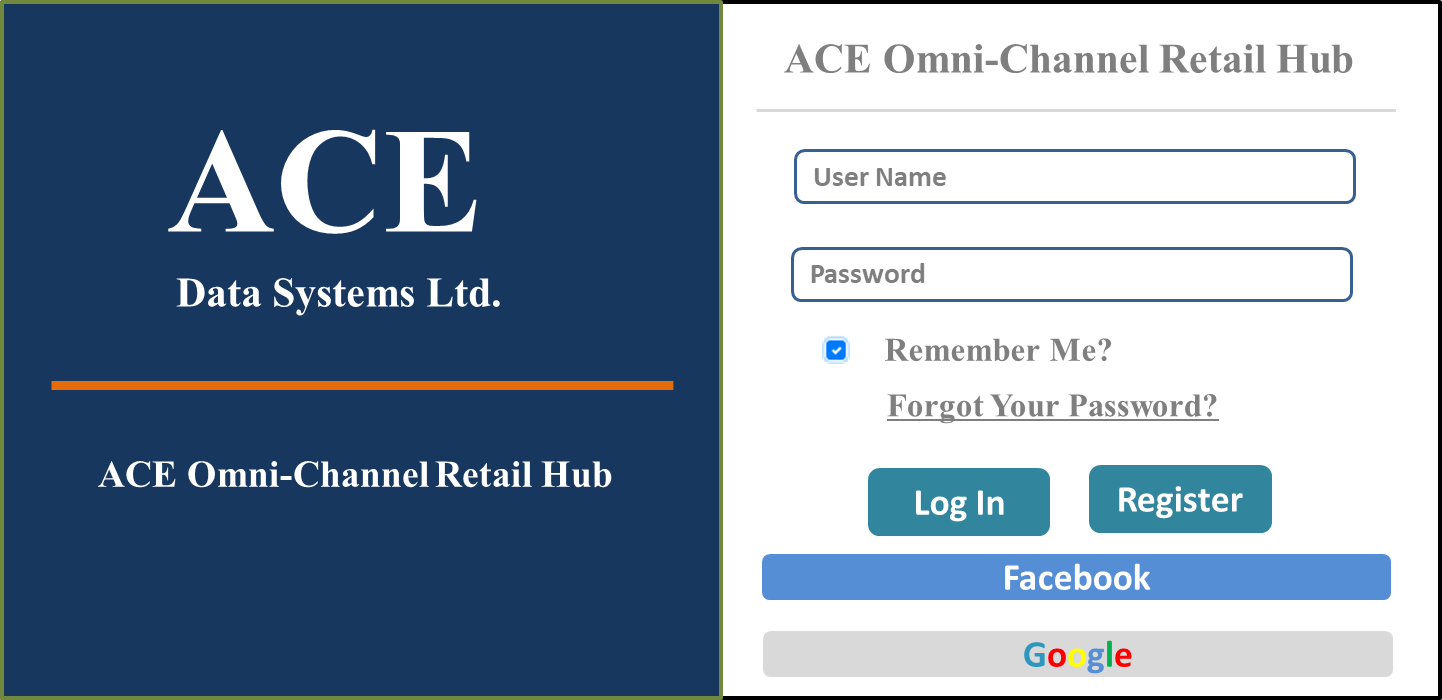 ACE
Data Systems Ltd.
ACE Omni-Channel Retail Hub
ACE Omni-Channel Retail Hub
User Name
Password
Remember Me?
Forgot Your Password?
Log In
Register
Facebook
Google